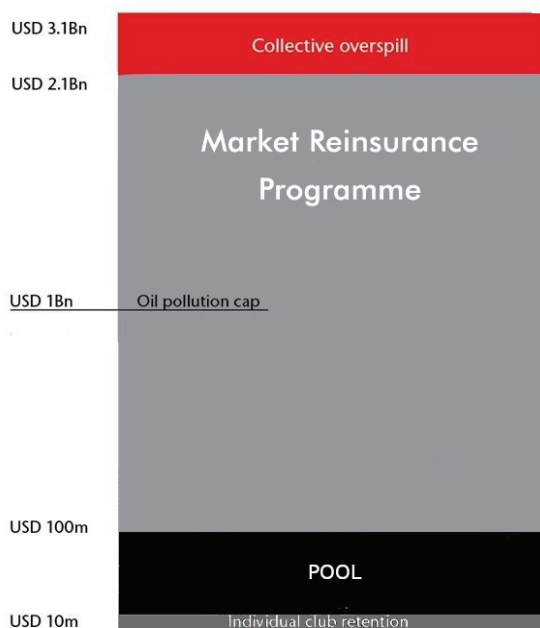 USD 3.1Bn
Collective overspill
USD 2.1Bn
Market Reinsurance
Programme
USD 1Bn Oil pollution cap
USD 100m
POOL
USD 10m Individual club retention